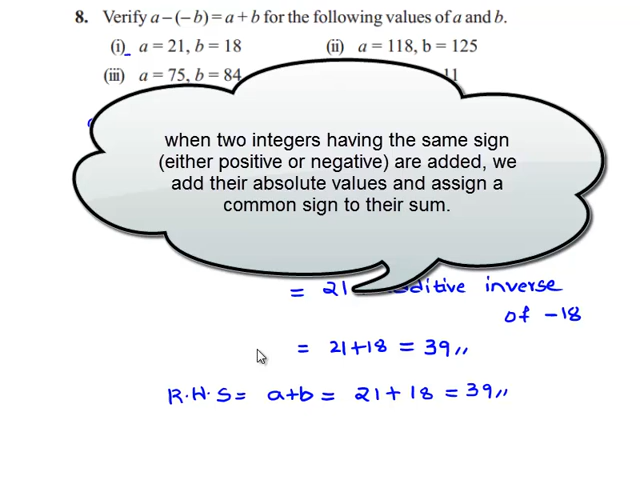 8. Verify a – (– b) = a + b for the following values of a and b.
(i) a = 21, b = 18 (ii) a = 118, b = 125
(iii) a = 75, b = 84 11
when two integers having the same sign
(either positive or negative) are added, we
add their absolute values and assign a
common sign to their sum.
= 21 additive inverse
of -18
= 21+18 = 39,,
R.H.S = a+b = 21 + 18 = 39,,